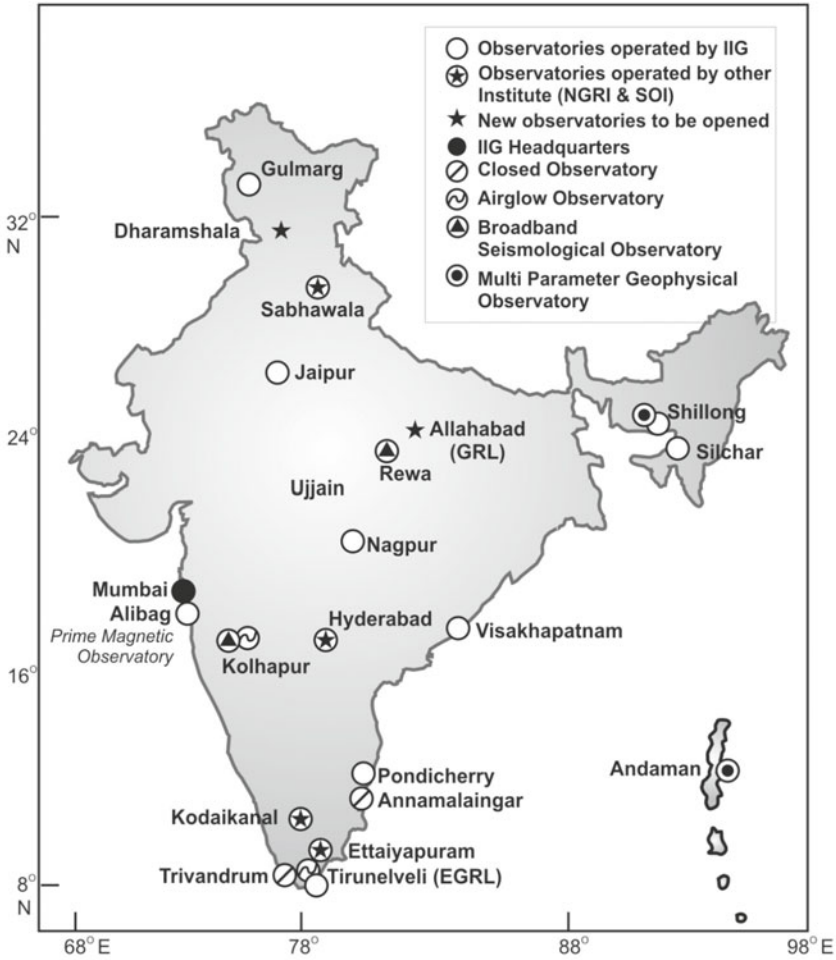 Observatories operated by IIG
Observatories operated by other
Institute (NGRI & SOI)
New observatories to be opened
IIG Headquarters
Closed Observatory
Airglow Observatory
Broadband
Seismological Observatory
Multi Parameter Geophysical
Observatory
Gulmarg
32°
N
Dharamshala
Sabhawala
Jaipur
Shillong
24°
Allahabad
(GRL)
Silchar
Rewa
Ujjain
Nagpur
Mumbai
Alibag
Prime Magnetic
Observatory
Hyderabad
Visakhapatnam
Kolhapur
16°
Andaman
Pondicherry
Annamalaingar
Kodaikanal
Ettaiyapuram
Trivandrum
Tirunelveli (EGRL)
8°
N
68° E
78°
88°
98° E